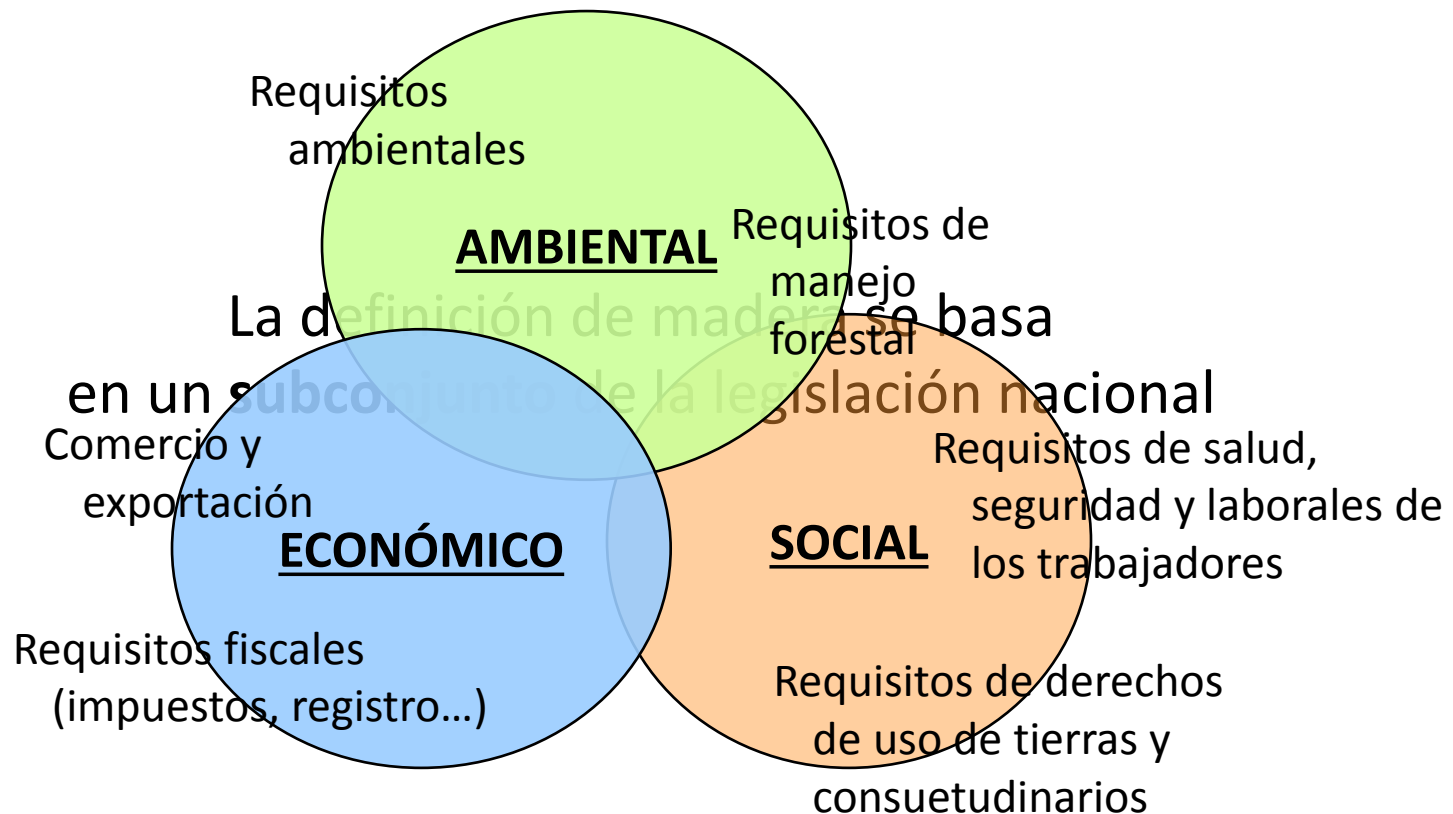 Requisitos
ambientales
AMBIENTAL
Requisitos de
manejo
forestal
La definición de madera se basa
en un subconjunto de la legislación nacional
Comercio y
exportación
ECONÓMICO
Requisitos fiscales
(impuestos, registro…)
SOCIAL
Requisitos de salud,
seguridad y laborales de
los trabajadores
Requisitos de derechos
de uso de tierras y
consuetudinarios